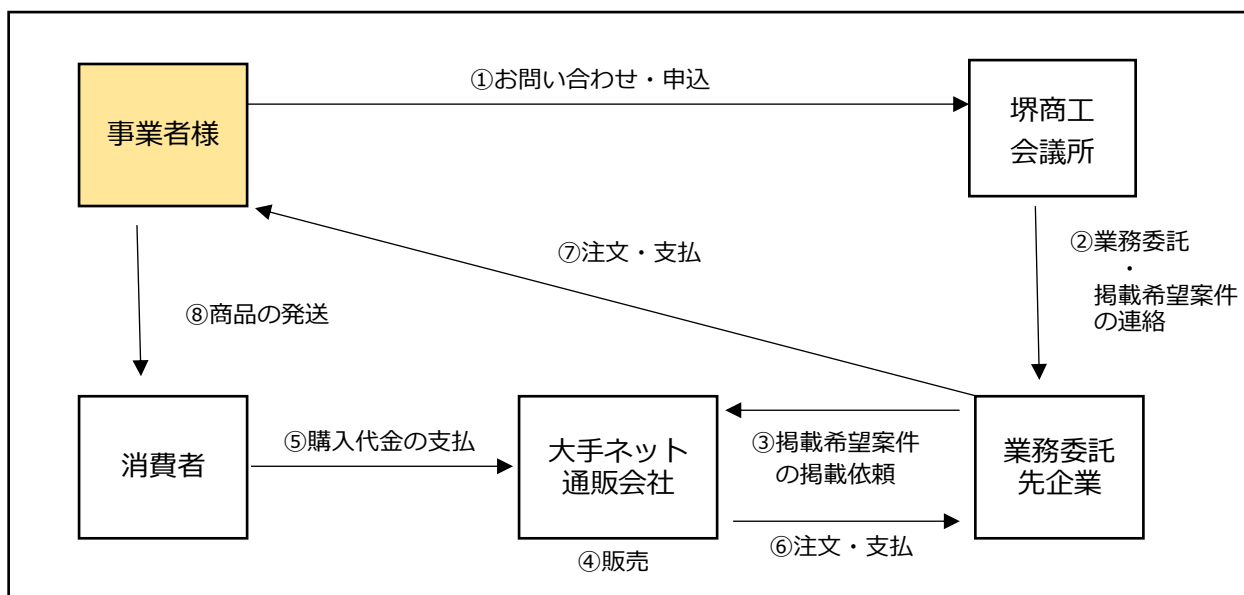 ①お問い合わせ・申込
事業者様
堺商工
会議所
⑦注文・支払
②業務委託
・
掲載希望案件
の連絡
⑧商品の発送
消費者
⑤購入代金の支払
大手ネット
通販会社
③掲載希望案件
の掲載依頼
業務委託
先企業
⑥注文・支払
④販売